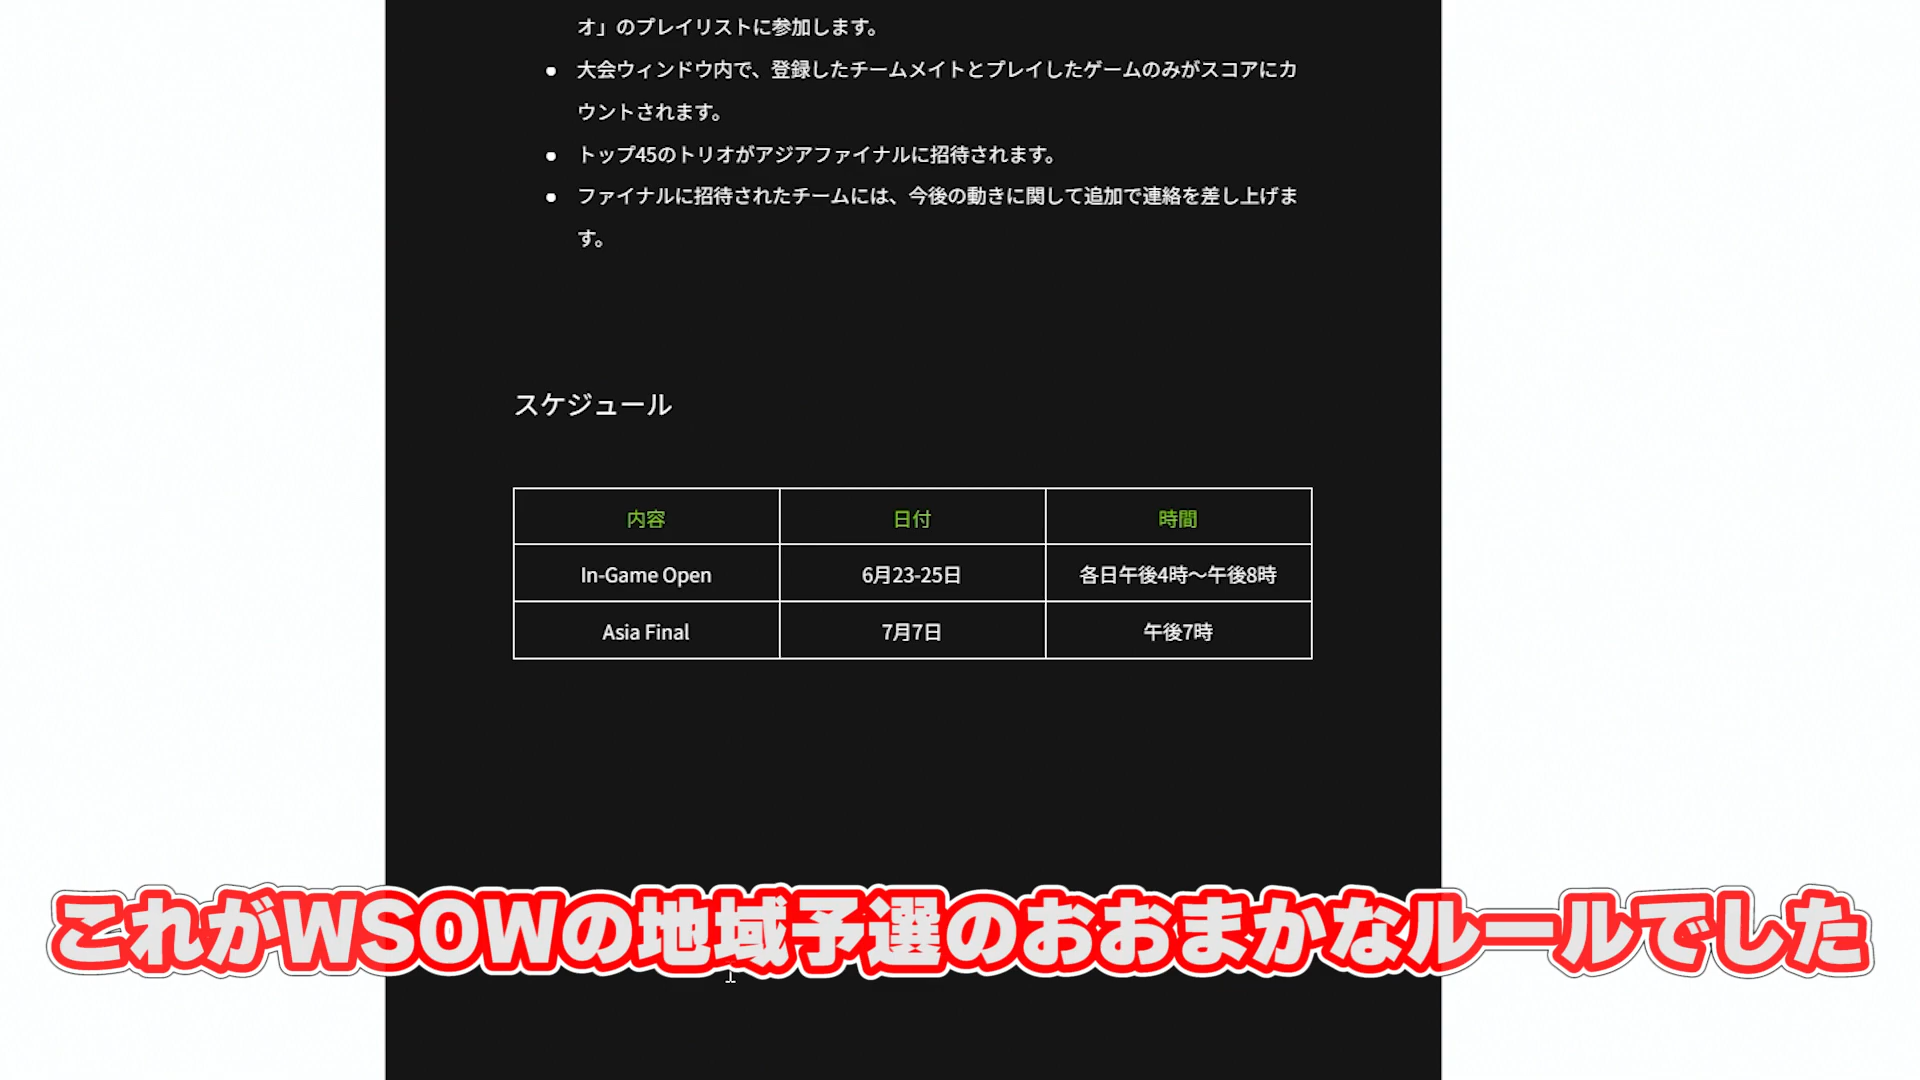 オ」のプレイリストに参加します。
● 大会ウィンドウ内で、登録したチームメイトとプレイしたゲームのみがスコアにカ
ウントされます。
● トップ45のトリオがアジアファイナルに招待されます。
● ファイナルに招待されたチームには、今後の動きに関して追加で連絡を差し上げま
す。
スケジュール
内容 日付 時間
In-Game Open 6月23-25日 各日午後4時～午後8時
Asia Final 7月7日 午後7時
これがWSOWの地域予選のおおまかなルールでした